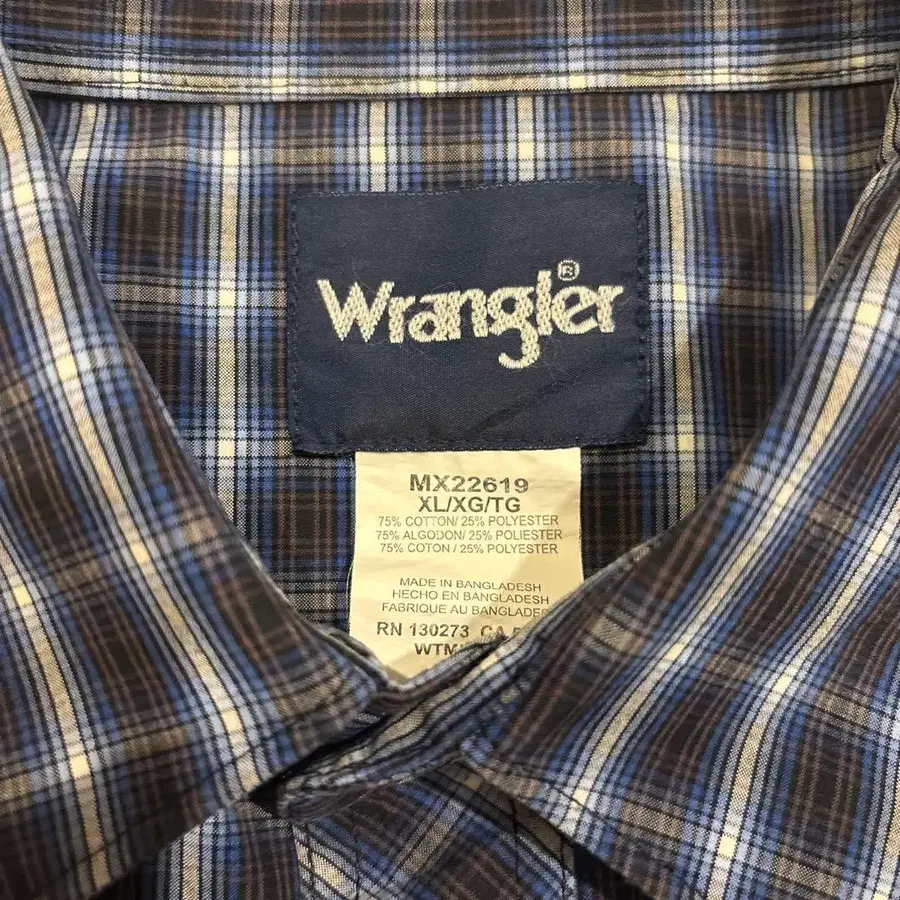 Wrangler®
MX22619
XL/XG/TG
75% COTTON/ 25% POLYESTER
75% ALGODON/ 25% POLIESTER
75% COTON / 25% POLYESTER
MADE IN BANGLADESH
HECHO EN BANGLADESH
FABRIQUE AU
RN 130273 CA